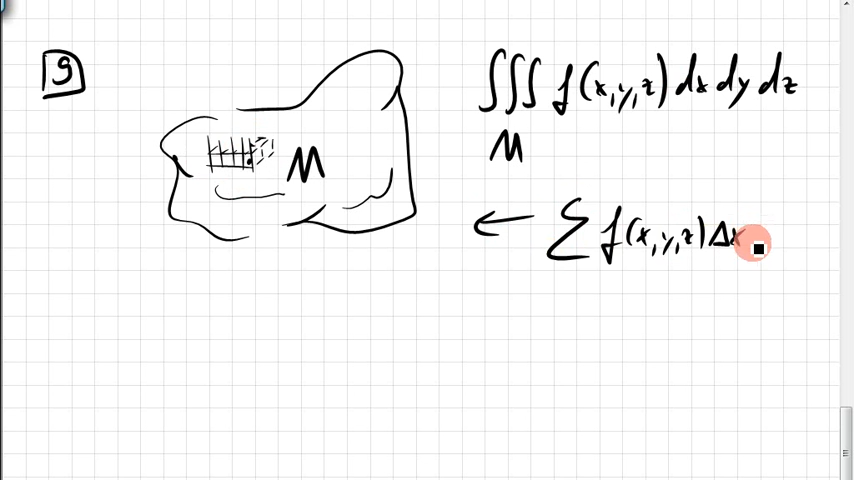 9
∭ f(x,y,z) dx dy dz
M
M
← ∑ f(x,y,z) Δx